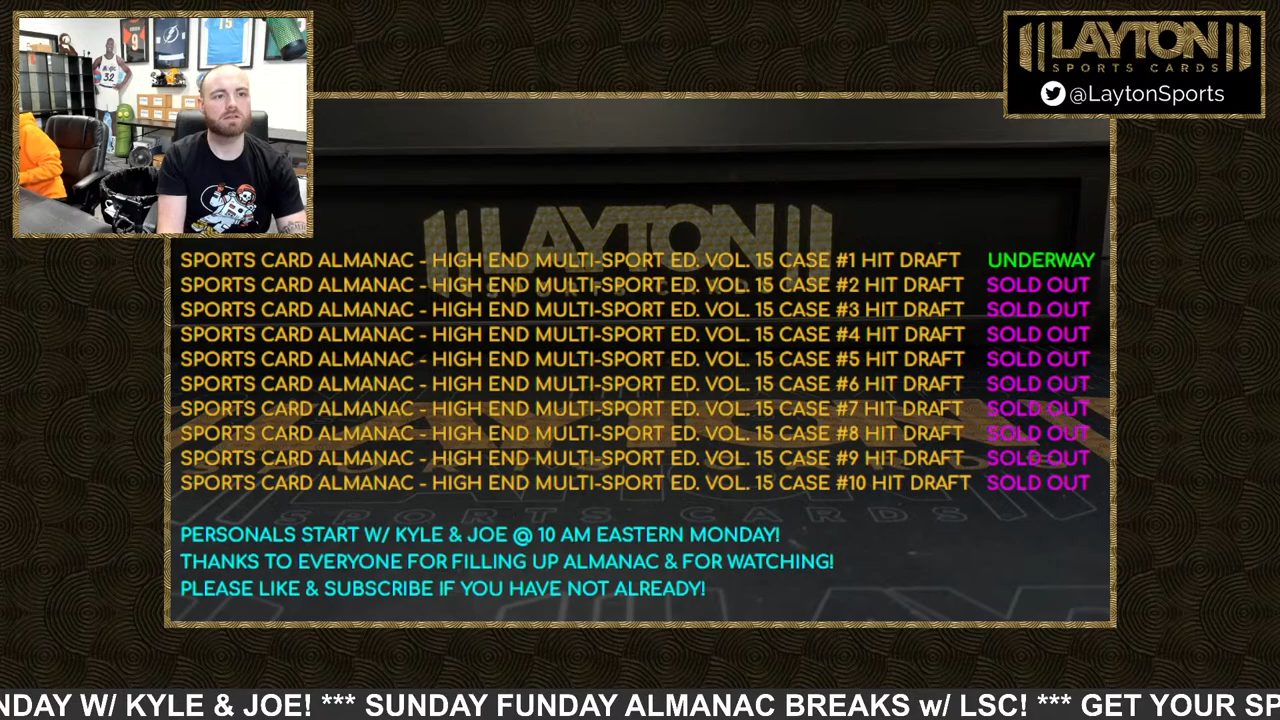 LAYTON
SPORTS CARDS
@LaytonSports
LAYTON
SPORTS CARD ALMANAC - HIGH END MULTI-SPORT ED. VOL. 15 CASE #1 HIT DRAFT UNDERWAY
SPORTS CARD ALMANAC - HIGH END MULTI-SPORT ED. VOL. 15 CASE #2 HIT DRAFT SOLD OUT
SPORTS CARD ALMANAC - HIGH END MULTI-SPORT ED. VOL. 15 CASE #3 HIT DRAFT SOLD OUT
SPORTS CARD ALMANAC - HIGH END MULTI-SPORT ED. VOL. 15 CASE #4 HIT DRAFT SOLD OUT
SPORTS CARD ALMANAC - HIGH END MULTI-SPORT ED. VOL. 15 CASE #5 HIT DRAFT SOLD OUT
SPORTS CARD ALMANAC - HIGH END MULTI-SPORT ED. VOL. 15 CASE #6 HIT DRAFT SOLD OUT
SPORTS CARD ALMANAC - HIGH END MULTI-SPORT ED. VOL. 15 CASE #7 HIT DRAFT SOLD OUT
SPORTS CARD ALMANAC - HIGH END MULTI-SPORT ED. VOL. 15 CASE #8 HIT DRAFT SOLD OUT
SPORTS CARD ALMANAC - HIGH END MULTI-SPORT ED. VOL. 15 CASE #9 HIT DRAFT SOLD OUT
SPORTS CARD ALMANAC - HIGH END MULTI-SPORT ED. VOL. 15 CASE #10 HIT DRAFT SOLD OUT
SPORTS CARDS
PERSONALS START W/ KYLE & JOE @ 10 AM EASTERN MONDAY!
THANKS TO EVERYONE FOR FILLING UP ALMANAC & FOR WATCHING!
PLEASE LIKE & SUBSCRIBE IF YOU HAVE NOT ALREADY!
NDAY W/ KYLE & JOE! *** SUNDAY FUNDAY ALMANAC BREAKS w/ LSC! *** GET YOUR SP